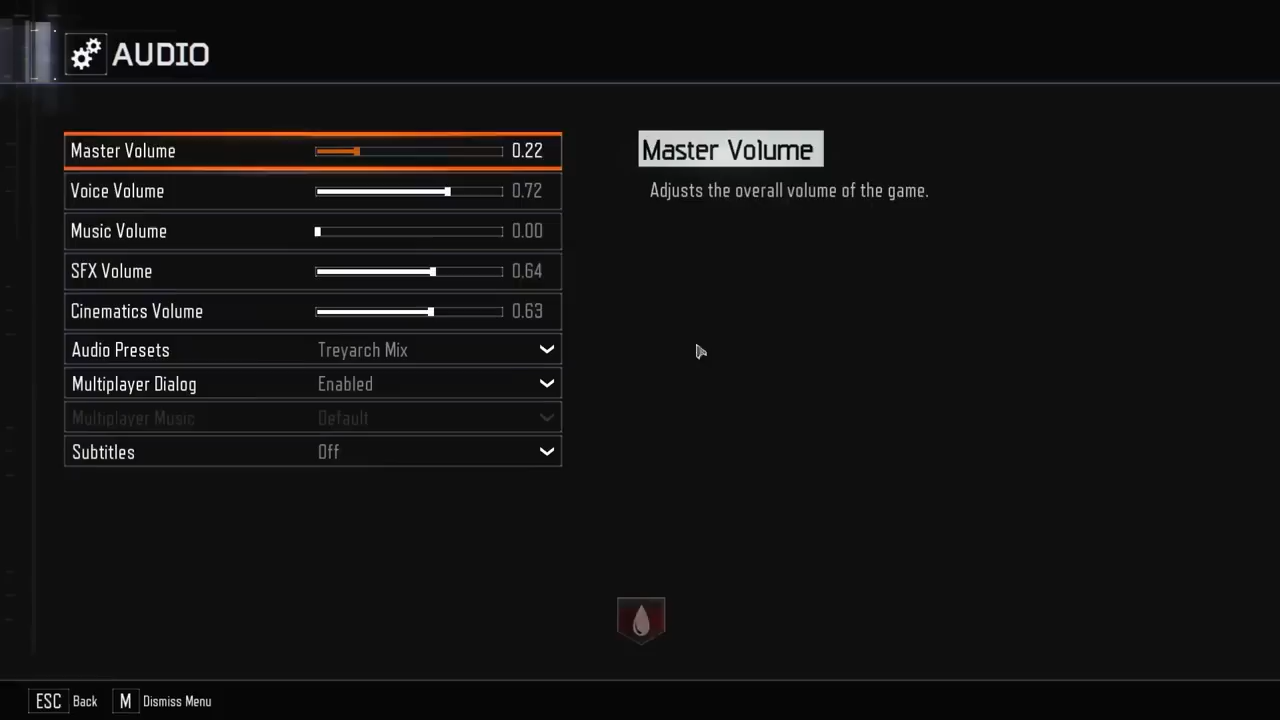 AUDIO
Master Volume 0.22
Voice Volume 0.72
Music Volume 0.00
SFX Volume 0.64
Cinematics Volume 0.63
Audio Presets Treyarch Mix
Multiplayer Dialog Enabled
Multiplayer Music Default
Subtitles Off
Master Volume
Adjusts the overall volume of the game.
ESC Back M Dismiss Menu